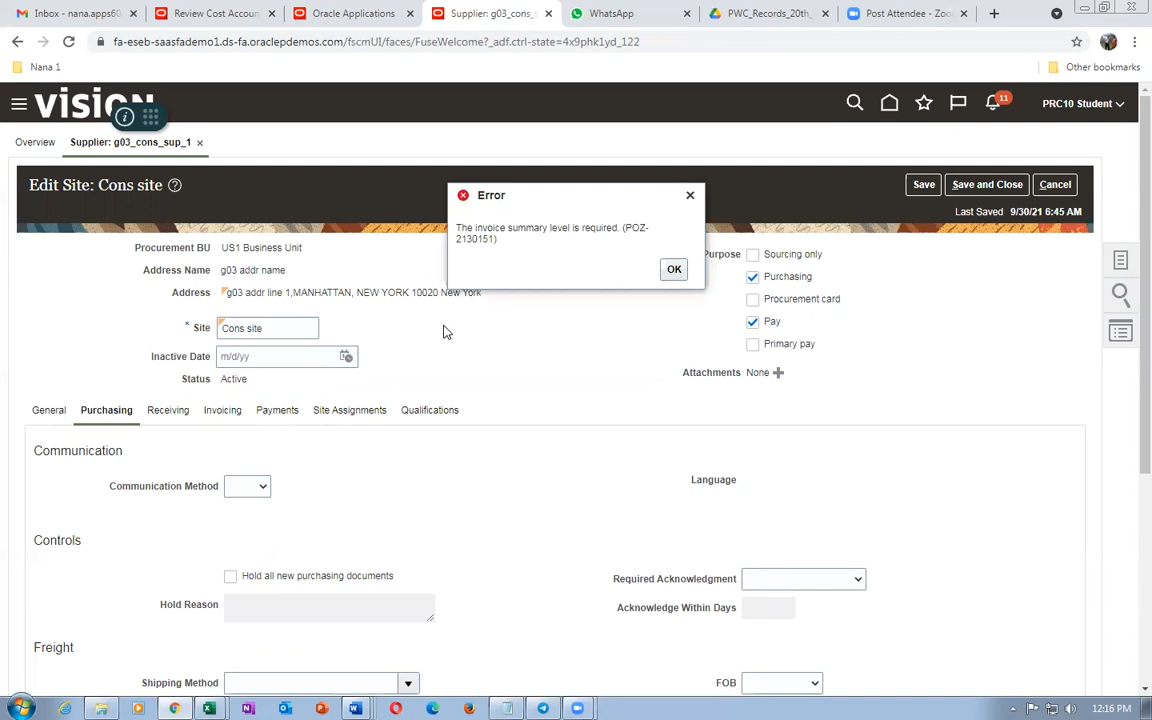 Inbox - nana.apps60
Review Cost Accoun
Oracle Applications
Supplier: g03_cons_s
WhatsApp
PWC_Records_20th_
Post Attendee - Zoo
fa-eseb-saasfademo1.ds-fa.oraclepdemos.com/fscmUI/faces/FuseWelcome?_adf.ctrl-state=4x9phk1yd_122
Nana 1
Other bookmarks
vision
11
PRC10 Student
Overview
Supplier: g03_cons_sup_1
Edit Site: Cons site
Save
Save and Close
Cancel
Last Saved 9/30/21 6:45 AM
Error
The invoice summary level is required. (POZ-
2130151)
OK
Procurement BU US1 Business Unit
Address Name g03 addr name
Address g03 addr line 1,MANHATTAN, NEW YORK 10020 New York
* Site Cons site
Inactive Date m/d/yy
Status Active
Purpose
Sourcing only
Purchasing
Procurement card
Pay
Primary pay
Attachments None
General
Purchasing
Receiving
Invoicing
Payments
Site Assignments
Qualifications
Communication
Communication Method
Language
Controls
Hold all new purchasing documents
Hold Reason
Required Acknowledgment
Acknowledge Within Days
Freight
Shipping Method
FOB
12:16 PM